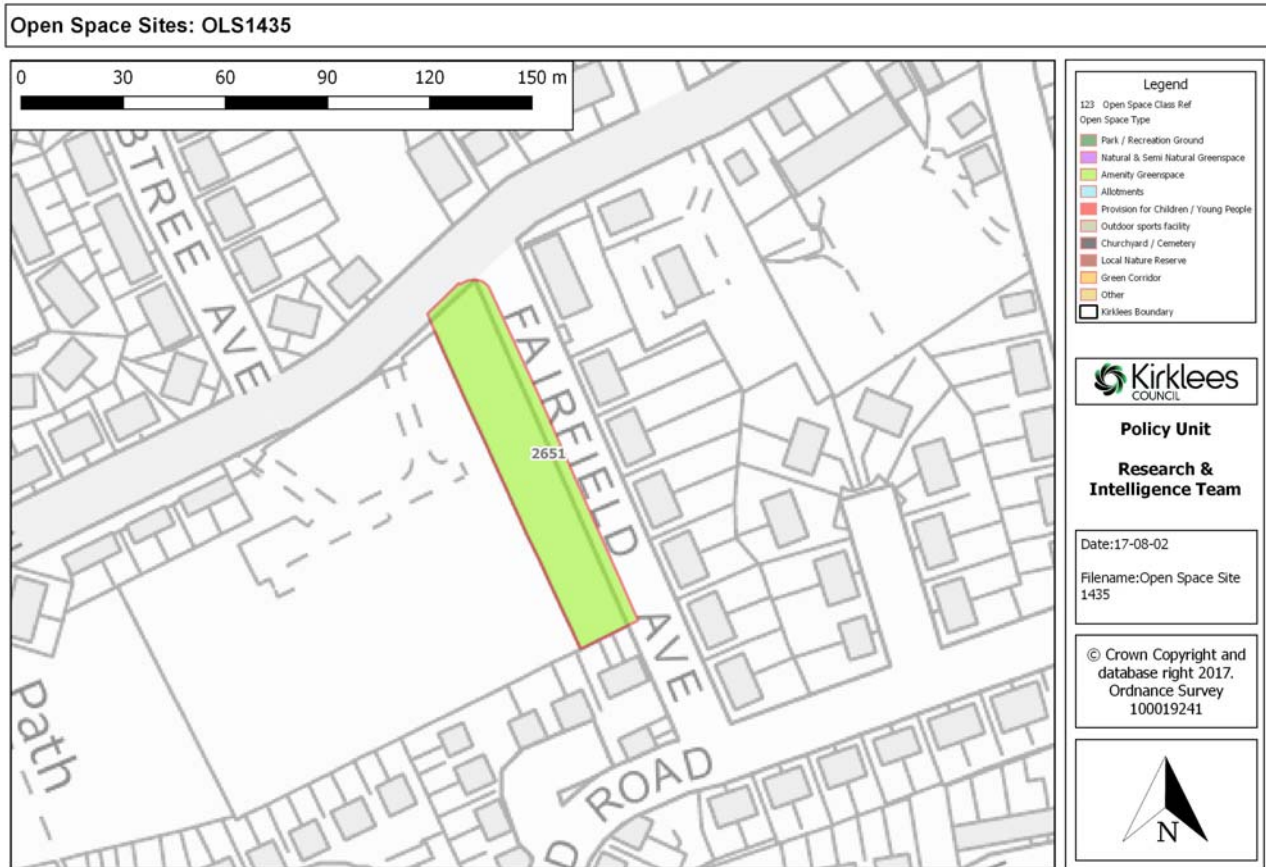 Open Space Sites: OLS1435
0 30 60 90 120 150 m
BTREE AVE
FAIRFIELD AVE
2651
Path
D ROAD
Legend
123 Open Space Class Ref
Open Space Type
Park / Recreation Ground
Natural & Semi Natural Greenspace
Amenity Greenspace
Allotments
Provision for Children / Young People
Outdoor sports facility
Churchyard / Cemetery
Local Nature Reserve
Green Corridor
Other
Kirklees Boundary
Kirklees
COUNCIL
Policy Unit
Research &
Intelligence Team
Date:17-08-02
Filename:Open Space Site
1435
© Crown Copyright and
database right 2017.
Ordnance Survey
100019241
N